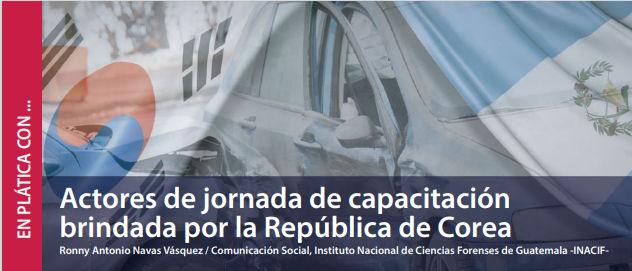 EN PLÁTICA CON...
Actores de jornada de capacitación
brindada por la República de Corea
Ronny Antonio Navas Vásquez / Comunicación Social, Instituto Nacional de Ciencias Forenses de Guatemala -INACIF-